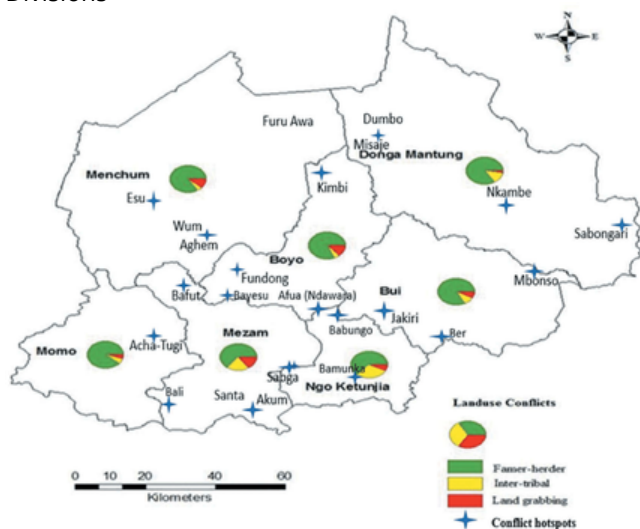 DIVISIONS
N
W E
S
Furu Awa
Dumbo
Misaje
Donga Mantung
Menchum
Kimbi
Esu
Nkambe
Wum
Aghem
Sabongari
Boyo
Fundong
Mbonso
Bafut
Bayesu
Afua (Ndawara)
Bui
Babungo
Jakiri
Mezam
Ber
Momo
Acha-Tugi
Sabga
Bamunka
Ngo Ketunjia
Bali
Santa
Akum
Landuse Conflicts
0 10 20 40 60
Kilometers
Famer-herder
Inter-tribal
Land grabbing
Conflict hotspots